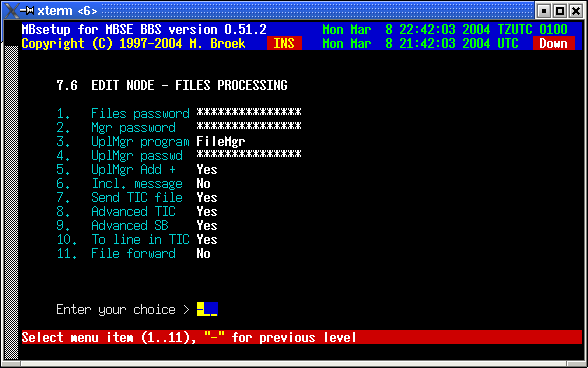 xterm <6>
MBsetup for MBSE BBS version 0.51.2 Mon Mar 8 22:42:03 2004 TZUTC 0100
Copyright (C) 1997-2004 M. Broek INS Mon Mar 8 21:42:03 2004 UTC Down
7.6 EDIT NODE - FILES PROCESSING
1. Files password ***************
2. Mgr password ***************
3. UplMgr program FileMgr
4. UplMgr passwd ***************
5. UplMgr Add + Yes
6. Incl. message No
7. Send TIC file Yes
8. Advanced TIC Yes
9. Advanced SB Yes
10. To line in TIC Yes
11. File forward No
Enter your choice > -
Select menu item (1..11), "-" for previous level